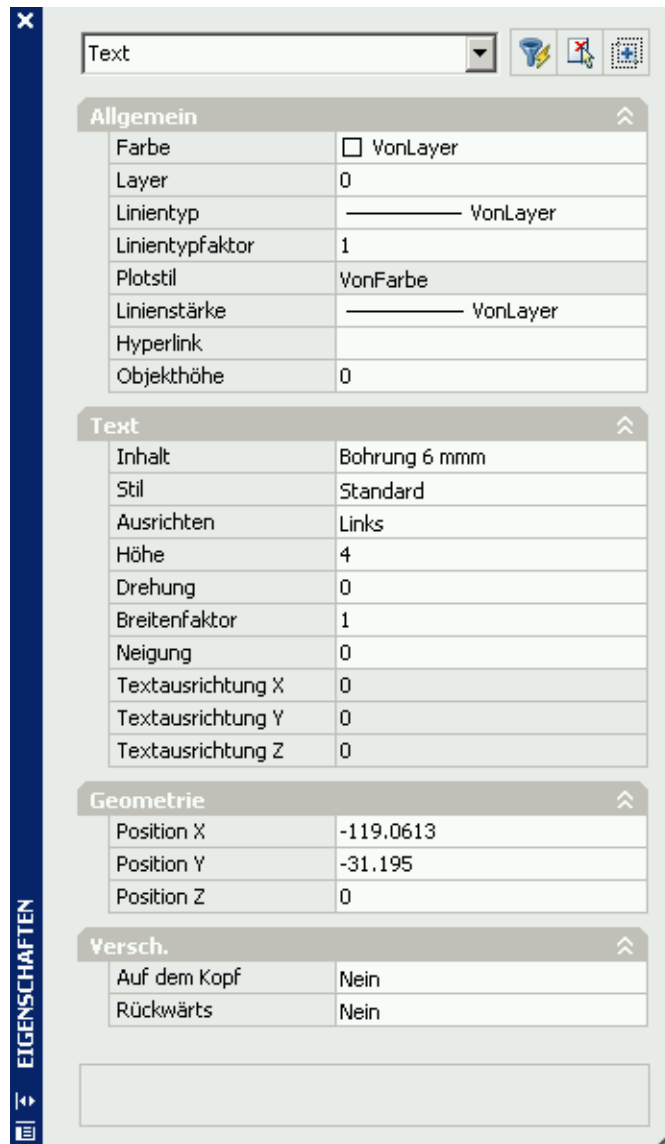 Text
Allgemein
Farbe VonLayer
Layer 0
Linientyp VonLayer
Linientypfaktor 1
Plotstil VonFarbe
Linienstärke VonLayer
Hyperlink
Objekthöhe 0
Text
Inhalt Bohrung 6 mmm
Stil Standard
Ausrichten Links
Höhe 4
Drehung 0
Breitenfaktor 1
Neigung 0
Textausrichtung X 0
Textausrichtung Y 0
Textausrichtung Z 0
Geometrie
Position X -119.0613
Position Y -31.195
Position Z 0
Versch.
Auf dem Kopf Nein
Rückwärts Nein
EIGENSCHAFTEN